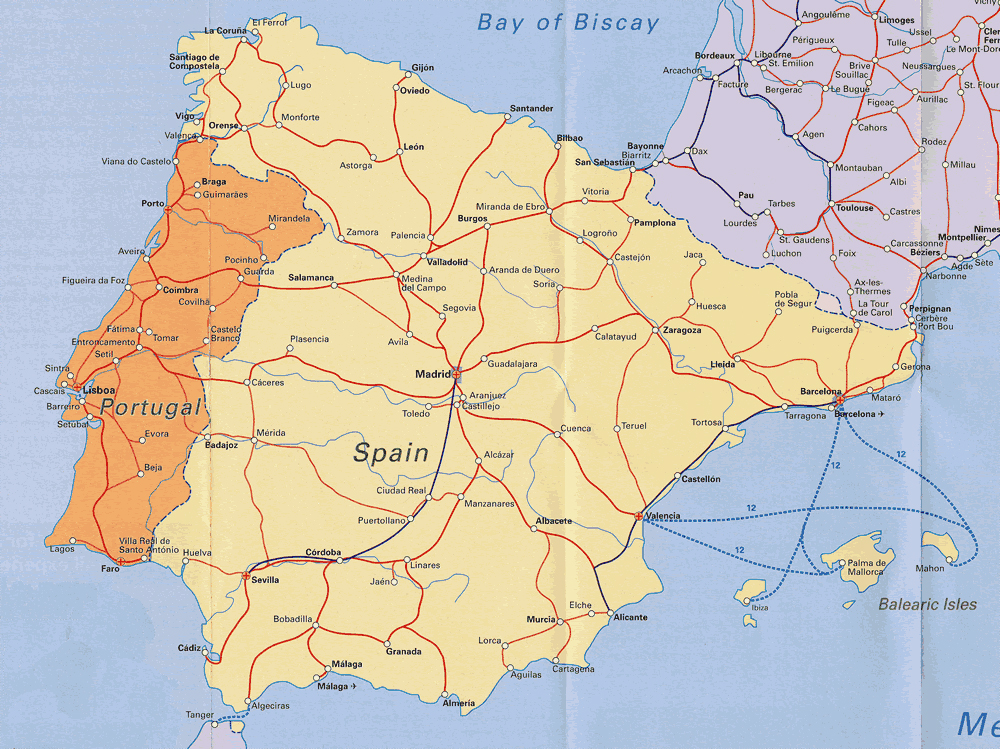 Bay of Biscay
El Ferrol
La Coruña
Santiago de
Compostela
Lugo
Gijón
Oviedo
Santander
Bilbao
San Sebastián
Bayonne
Biarritz
Dax
Bordeaux
Arcachon
Facture
Libourne
St. Emilion
Angoulême
Limoges
Périgueux
Bergerac
Le Bugue
Brive
Souillac
Tulle
Ussel
Le Mont-Dore
Neussargues
St. Flour
Aurillac
Figeac
Cahors
Rodez
Millau
Agen
Montauban
Albi
Castres
Toulouse
Pau
Lourdes
Tarbes
St. Gaudens
Luchon
Foix
Carcassonne
Montpellier
Nimes
Béziers
Agde
Sète
Narbonne
Ax-les-
Thermes
La Tour
de Carol
Perpignan
Cerbère
Port Bou
Puigcerda
Vigo
Orense
Monforte
Valença
Viana do Castelo
Astorga
León
Braga
Guimarães
Porto
Mirandela
Zamora
Palencia
Burgos
Miranda de Ebro
Vitoria
Pamplona
Logroño
Castejón
Jaca
Huesca
Pobla
de Segur
Aveiro
Pocinho
Guarda
Figueira da Foz
Coimbra
Covilhã
Salamanca
Valladolid
Medina
del Campo
Aranda de Duero
Soria
Segovia
Avila
Calatayud
Zaragoza
Lleida
Gerona
Barcelona
Mataró
Barcelona ✈
Tarragona
Tortosa
Fátima
Tomar
Entroncamento
Setil
Castelo
Branco
Plasencia
Madrid
Guadalajara
Sintra
Cascais
Lisboa
Barreiro
Setúbal
Portugal
Cáceres
Toledo
Aranjuez
Castillejo
Cuenca
Teruel
Evora
Badajoz
Mérida
Spain
Alcázar
Beja
Ciudad Real
Puertollano
Manzanares
Albacete
Castellón
Valencia
12
12
12
12
Lagos
Faro
Villa Real de
Santo António
Huelva
Sevilla
Córdoba
Linares
Jaén
Palma de
Mallorca
Mahon
Ibiza
Balearic Isles
Bobadilla
Granada
Murcia
Elche
Alicante
Lorca
Aguilas
Cartagena
Cádiz
Málaga
Málaga ✈
Almería
Algeciras
Tanger
Me